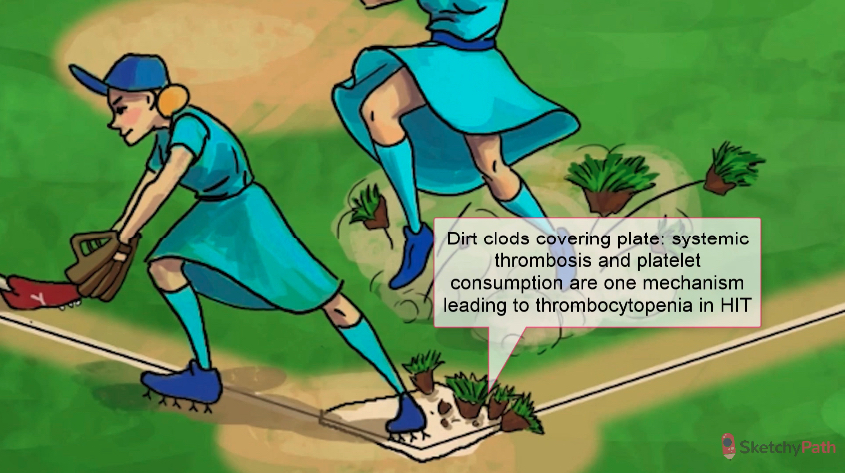 Dirt clods covering plate: systemic
thrombosis and platelet
consumption are one mechanism
leading to thrombocytopenia in HIT
Y
SketchyPath